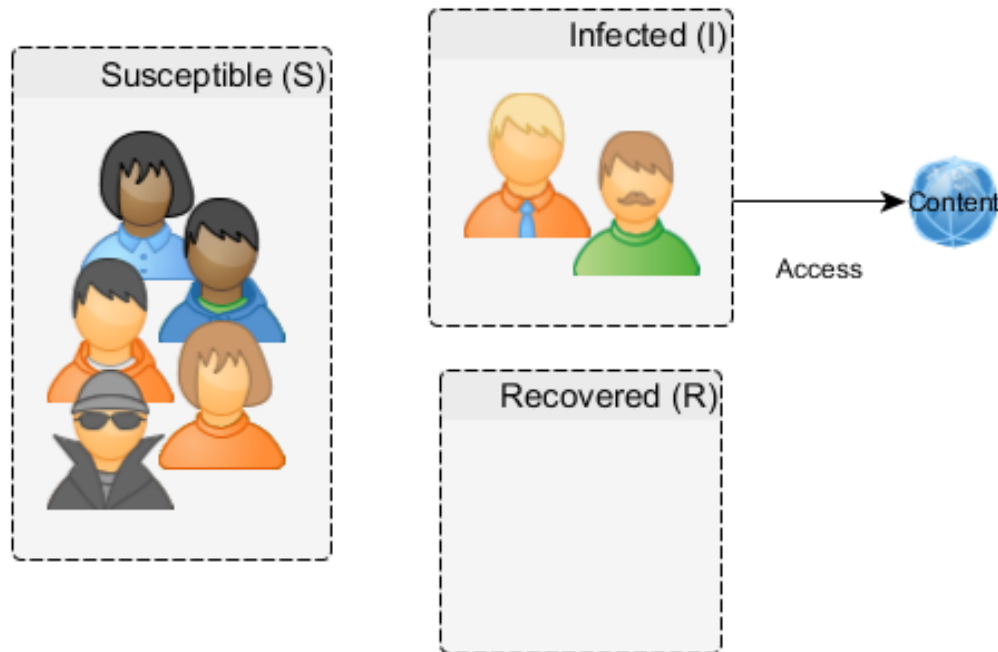 Susceptible (S)
Infected (I)
Content
Access
Recovered (R)